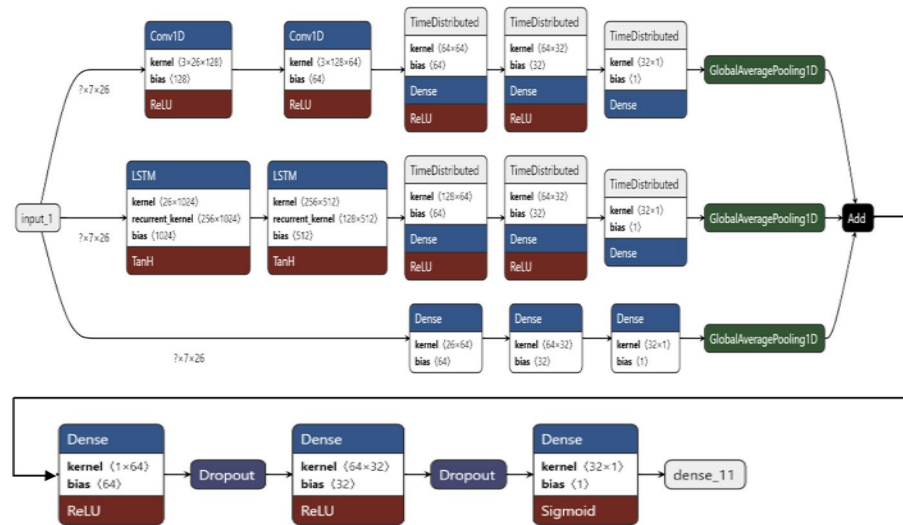 Conv1D
kernel ⟨3×26×128⟩
bias ⟨128⟩
ReLU
Conv1D
kernel ⟨3×128×64⟩
bias ⟨64⟩
ReLU
TimeDistributed
kernel ⟨64×64⟩
bias ⟨64⟩
Dense
ReLU
TimeDistributed
kernel ⟨64×32⟩
bias ⟨32⟩
Dense
ReLU
TimeDistributed
kernel ⟨32×1⟩
bias ⟨1⟩
Dense
GlobalAveragePooling1D
?×7×26
input_1
?×7×26
LSTM
kernel ⟨26×1024⟩
recurrent_kernel ⟨256×1024⟩
bias ⟨1024⟩
TanH
LSTM
kernel ⟨256×512⟩
recurrent_kernel ⟨128×512⟩
bias ⟨512⟩
TanH
TimeDistributed
kernel ⟨128×64⟩
bias ⟨64⟩
Dense
ReLU
TimeDistributed
kernel ⟨64×32⟩
bias ⟨32⟩
Dense
ReLU
TimeDistributed
kernel ⟨32×1⟩
bias ⟨1⟩
Dense
GlobalAveragePooling1D
Add
?×7×26
Dense
kernel ⟨26×64⟩
bias ⟨64⟩
Dense
kernel ⟨64×32⟩
bias ⟨32⟩
Dense
kernel ⟨32×1⟩
bias ⟨1⟩
GlobalAveragePooling1D
Dense
kernel ⟨1×64⟩
bias ⟨64⟩
ReLU
Dropout
Dense
kernel ⟨64×32⟩
bias ⟨32⟩
ReLU
Dropout
Dense
kernel ⟨32×1⟩
bias ⟨1⟩
Sigmoid
dense_11